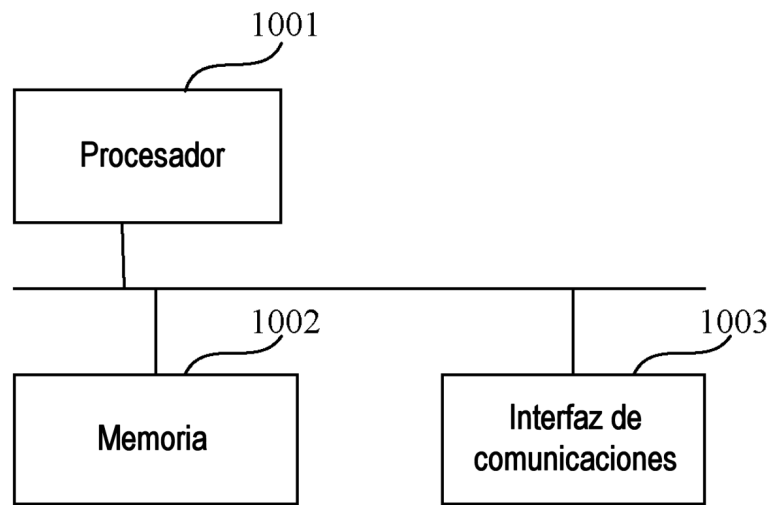 1001
Procesador
1002
1003
Memoria
Interfaz de
comunicaciones